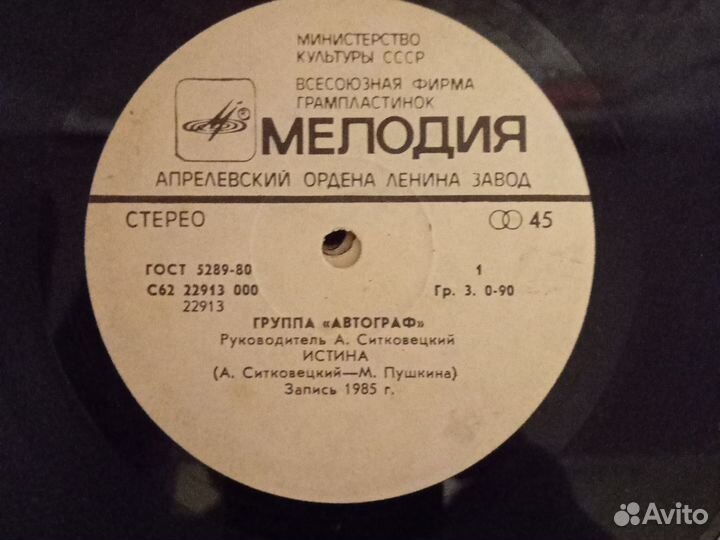 МИНИСТЕРСТВО
КУЛЬТУРЫ СССР
ВСЕСОЮЗНАЯ ФИРМА
ГРАМПЛАСТИНОК
МЕЛОДИЯ
АПРЕЛЕВСКИЙ ОРДЕНА ЛЕНИНА ЗАВОД
СТЕРЕО 45
ГОСТ 5289-80 1
С62 22913 000 Гр. 3. 0-90
22913
ГРУППА «АВТОГРАФ»
Руководитель А. Ситковецкий
ИСТИНА
(А. Ситковецкий—М. Пушкина)
Запись 1985 г.
Avito